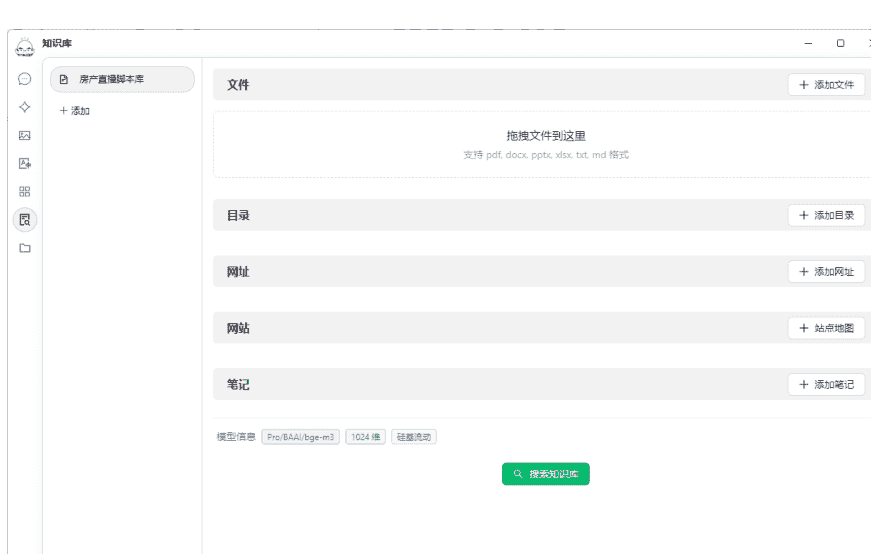 知识库
房产直播脚本库
添加
文件
添加文件
拖拽文件到这里
支持 pdf, docx, pptx, xlsx, txt, md 格式
目录
添加目录
网址
添加网址
网站
站点地图
笔记
添加笔记
模型信息 Pro/BAAI/bge-m3 1024 维 硅基流动
搜索知识库